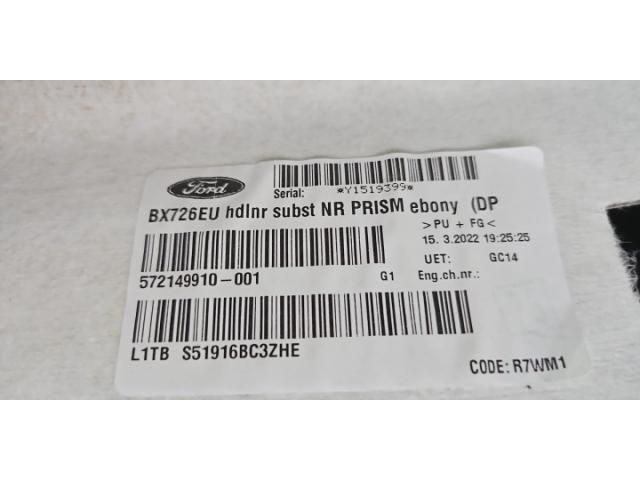 Ford
Serial: *Y1519399*
BX726EU hdlnr subst NR PRISM ebony (DP
>PU + FG<
15. 3.2022 19:25:25
UET: GC14
572149910-001 G1 Eng.ch.nr.:
L1TB S51916BC3ZHE
CODE: R7WM1